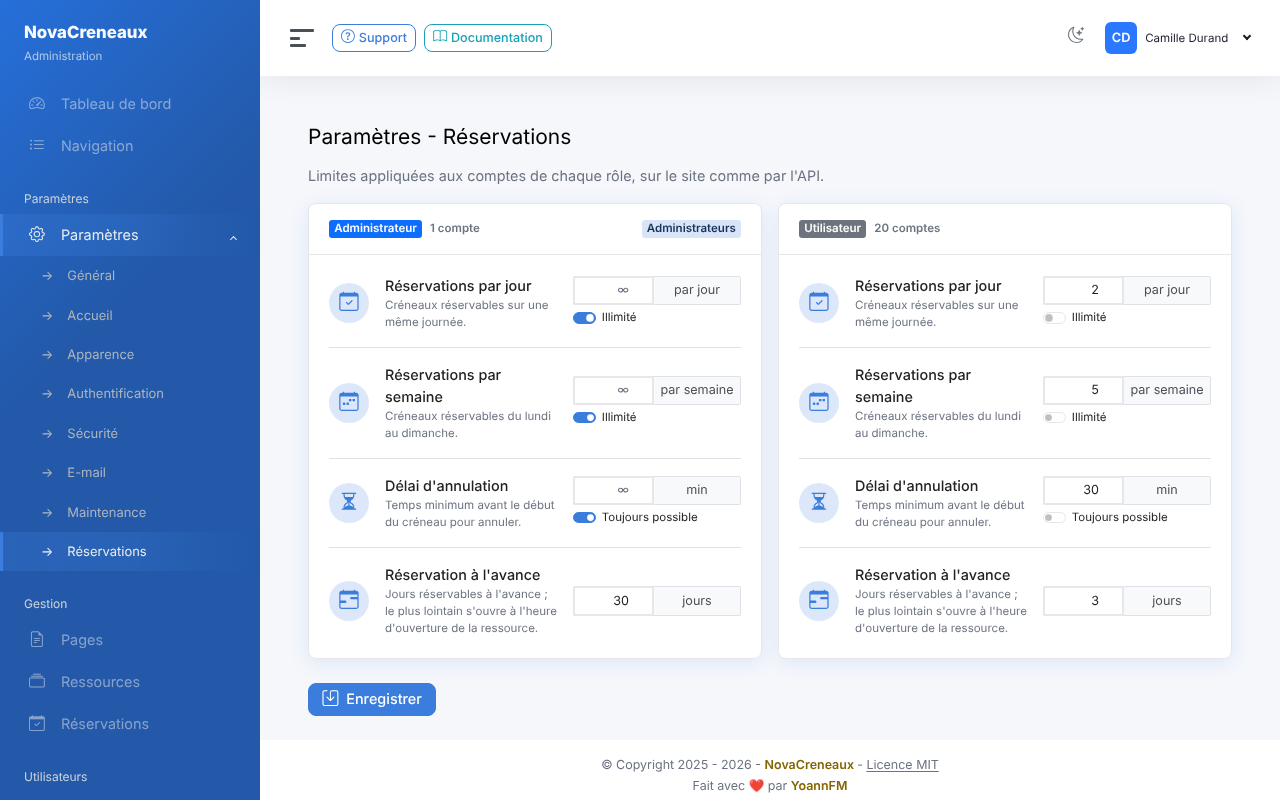 NovaCreneaux
Administration
Tableau de bord
Navigation
Paramètres
Paramètres
Général
Accueil
Apparence
Authentification
Sécurité
E-mail
Maintenance
Réservations
Gestion
Pages
Ressources
Réservations
Utilisateurs
Support
Documentation
CD
Camille Durand
Paramètres - Réservations
Limites appliquées aux comptes de chaque rôle, sur le site comme par l'API.
Administrateur 1 compte Administrateurs
Réservations par jour
Créneaux réservables sur une
même journée.
∞ par jour
Illimité
Réservations par
semaine
Créneaux réservables du lundi
au dimanche.
∞ par semaine
Illimité
Délai d'annulation
Temps minimum avant le début
du créneau pour annuler.
∞ min
Toujours possible
Réservation à l'avance
Jours réservables à l'avance ;
le plus lointain s'ouvre à l'heure
d'ouverture de la ressource.
30 jours
Utilisateur 20 comptes
Réservations par jour
Créneaux réservables sur une
même journée.
2 par jour
Illimité
Réservations par
semaine
Créneaux réservables du lundi
au dimanche.
5 par semaine
Illimité
Délai d'annulation
Temps minimum avant le début
du créneau pour annuler.
30 min
Toujours possible
Réservation à l'avance
Jours réservables à l'avance ;
le plus lointain s'ouvre à l'heure
d'ouverture de la ressource.
3 jours
Enregistrer
© Copyright 2025 - 2026 - NovaCreneaux - Licence MIT
Fait avec ❤️ par YoannFM